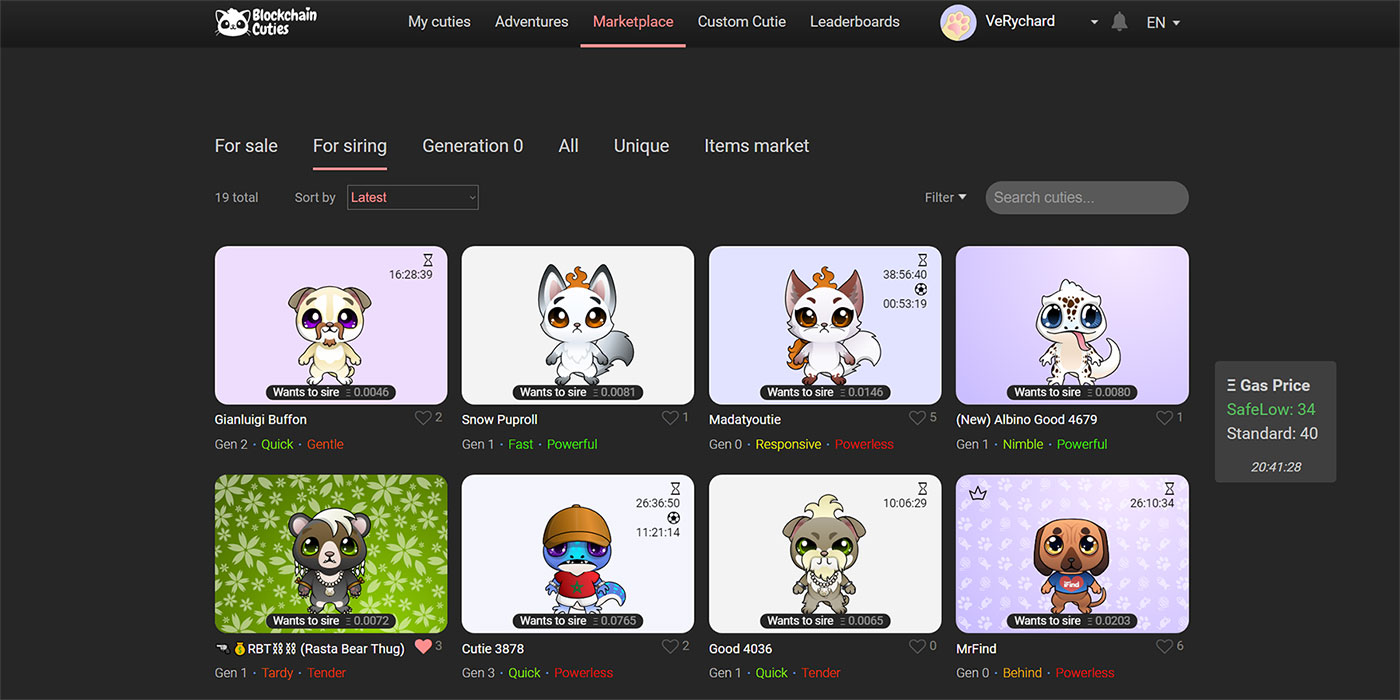 Blockchain Cuties
My cuties Adventures Marketplace Custom Cutie Leaderboards VeRychard EN
For sale For siring Generation 0 All Unique Items market
19 total Sort by Latest Filter Search cuties...
16:28:39
38:56:40
00:53:19
Wants to sire Ξ 0.0046 Wants to sire Ξ 0.0081 Wants to sire Ξ 0.0146 Wants to sire Ξ 0.0080
Gianluigi Buffon 2 Snow Puproll 1 Madatyoutie 5 (New) Albino Good 4679 1
Gen 2 · Quick · Gentle Gen 1 · Fast · Powerful Gen 0 · Responsive · Powerless Gen 1 · Nimble · Powerful
Ξ Gas Price
SafeLow: 34
Standard: 40
20:41:28
26:36:50 10:06:29 26:10:34
11:21:14
iFind
Wants to sire Ξ 0.0072 Wants to sire Ξ 0.0765 Wants to sire Ξ 0.0065 Wants to sire Ξ 0.0203
🔫💰RBT⛓⛓ (Rasta Bear Thug) 3 Cutie 3878 2 Good 4036 0 MrFind 6
Gen 1 · Tardy · Tender Gen 3 · Quick · Powerless Gen 1 · Quick · Tender Gen 0 · Behind · Powerless